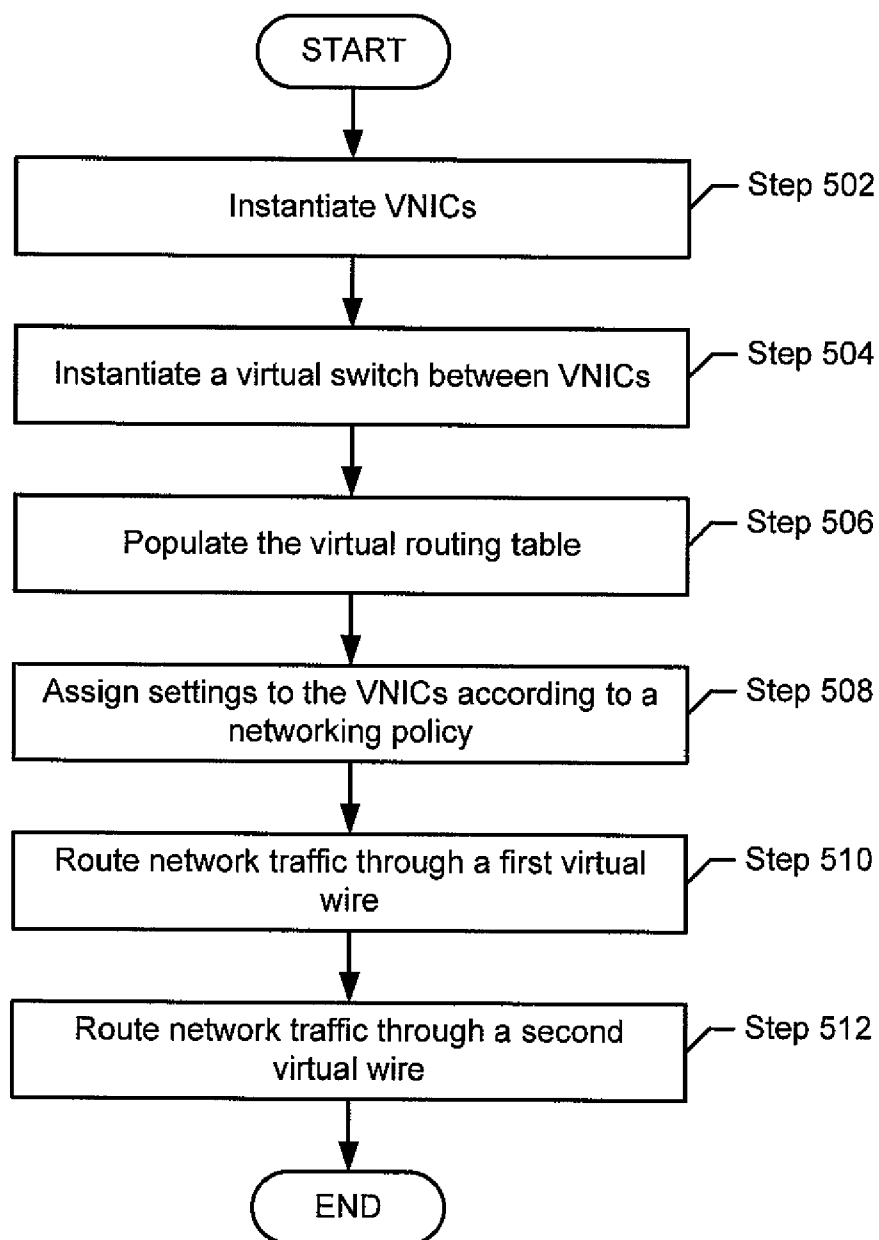 START
Instantiate VNICs
Step 502
Instantiate a virtual switch between VNICs
Step 504
Populate the virtual routing table
Step 506
Assign settings to the VNICs according to a
networking policy
Step 508
Route network traffic through a first virtual
wire
Step 510
Route network traffic through a second
virtual wire
Step 512
END